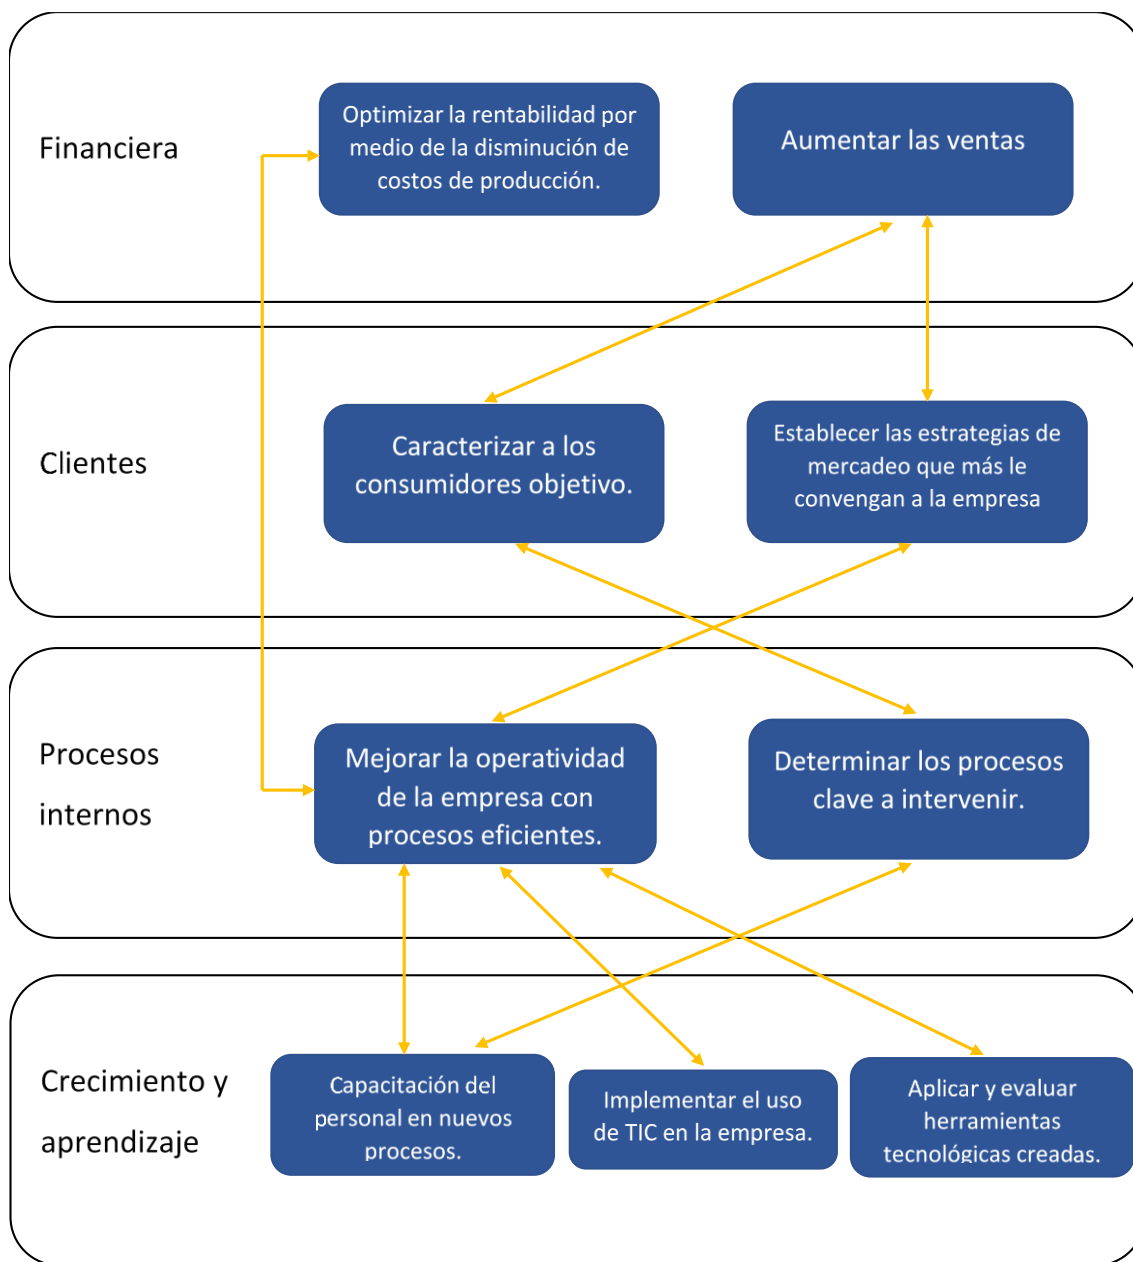 Financiera
Optimizar la rentabilidad por
medio de la disminución de
costos de producción.
Aumentar las ventas
Clientes
Caracterizar a los
consumidores objetivo.
Establecer las estrategias de
mercadeo que más le
convengan a la empresa
Procesos
internos
Mejorar la operatividad
de la empresa con
procesos eficientes.
Determinar los procesos
clave a intervenir.
Crecimiento y
aprendizaje
Capacitación del
personal en nuevos
procesos.
Implementar el uso
de TIC en la empresa.
Aplicar y evaluar
herramientas
tecnológicas creadas.